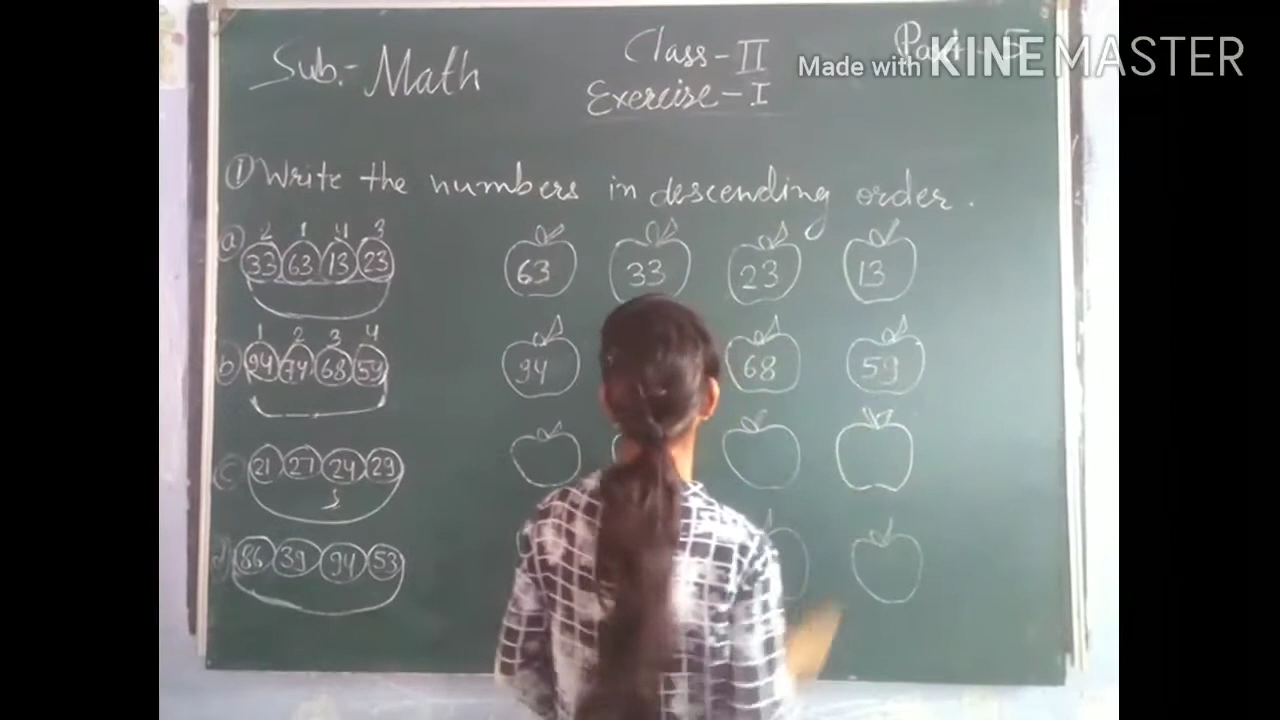 Sub.- Math
Class - II
Exercise - I
Made with KINEMASTER
① Write the numbers in descending order.
a) 2 1 4 3
33 63 13 23
63 33 23 13
b) 1 2 3 4
94 74 68 59
94 68 59
c) 21 27 24 29
d) 86 39 94 53